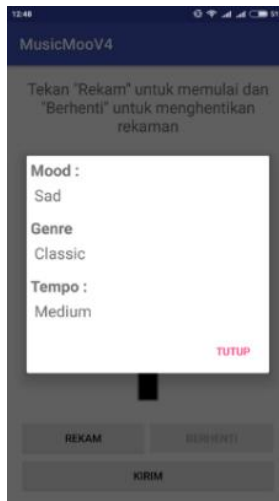 12:48
MusicMooV4
Tekan "Rekam" untuk memulai dan
"Berhenti" untuk menghentikan
rekaman
Mood :
Sad
Genre
Classic
Tempo :
Medium
TUTUP
REKAM
BERHENTI
KIRIM